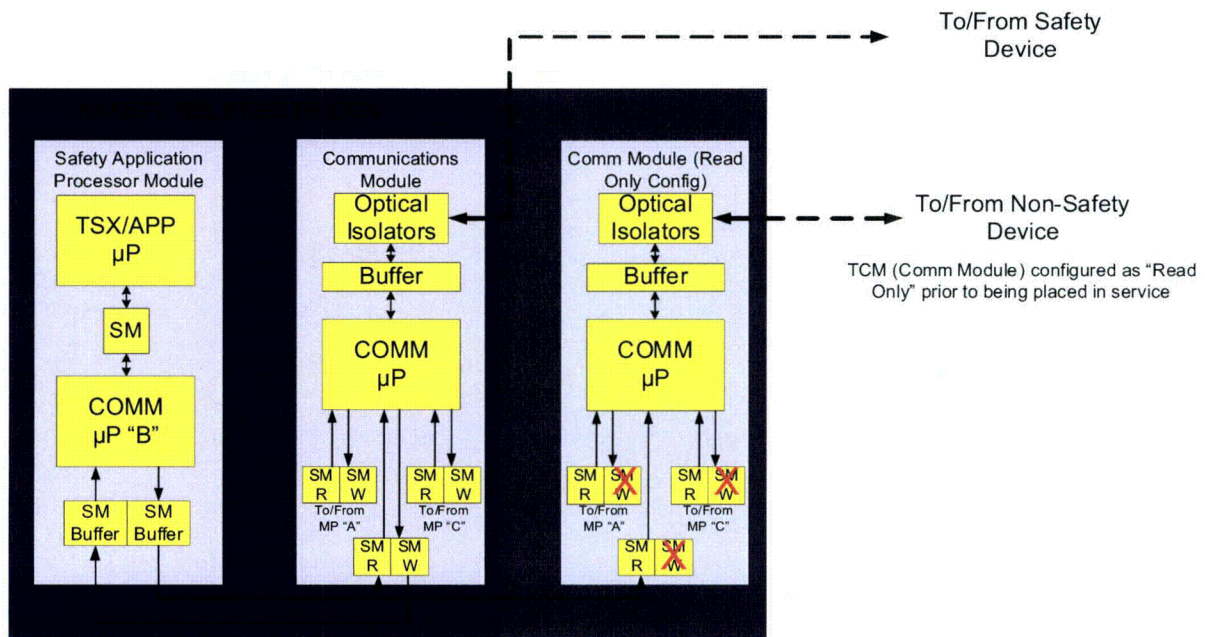 To/From Safety
Device
Safety Application
Processor Module
TSX/APP
µP
SM
COMM
µP “B”
SM
Buffer
SM
Buffer
Communications
Module
Optical
Isolators
Buffer
COMM
µP
SM
R
SM
W
To/From
MP “A”
SM
R
SM
W
To/From
MP “C”
SM
R
SM
W
Comm Module (Read
Only Config)
Optical
Isolators
Buffer
COMM
µP
SM
R
SM
W
To/From
MP “A”
SM
R
SM
W
To/From
MP “C”
SM
R
SM
W
To/From Non-Safety
Device
TCM (Comm Module) configured as “Read
Only” prior to being placed in service